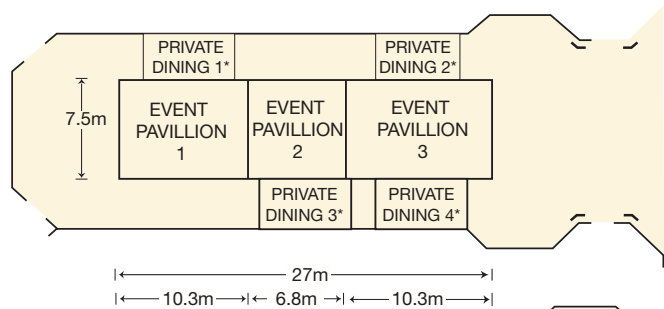 PRIVATE
DINING 1*
PRIVATE
DINING 2*
7.5m
EVENT
PAVILLION
1
EVENT
PAVILLION
2
EVENT
PAVILLION
3
PRIVATE
DINING 3*
PRIVATE
DINING 4*
27m
10.3m
6.8m
10.3m